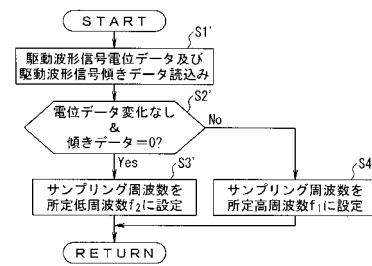 START
S1'
駆動波形信号電位データ及び
駆動波形信号傾きデータ読込み
S2'
電位データ変化なし
&
傾きデータ=0?
No
Yes
S3'
S4
サンプリング周波数を
所定低周波数f₂に設定
サンプリング周波数を
所定高周波数f₁に設定
RETURN